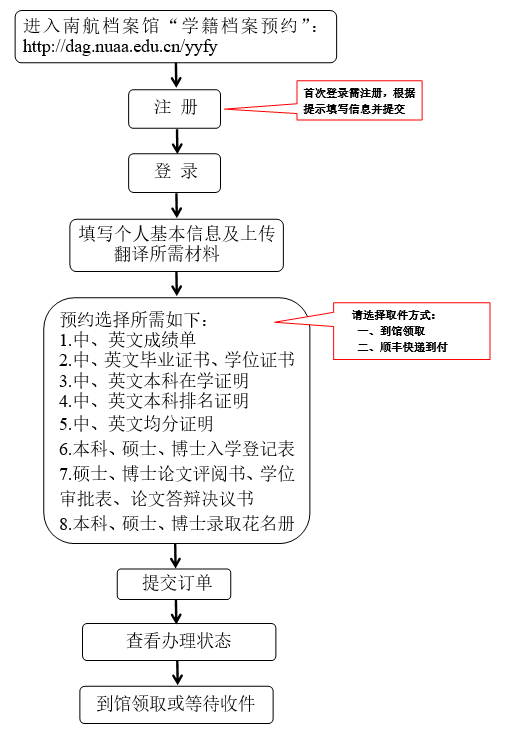 进入南航档案馆“学籍档案预约”：
http://dag.nuaa.edu.cn/yyfy
注 册
首次登录需注册，根据
提示填写信息并提交
登 录
填写个人基本信息及上传
翻译所需材料
预约选择所需如下：
1.中、英文成绩单
2.中、英文毕业证书、学位证书
3.中、英文本科在学证明
4.中、英文本科排名证明
5.中、英文均分证明
6.本科、硕士、博士入学登记表
7.硕士、博士论文评阅书、学位
审批表、论文答辩决议书
8.本科、硕士、博士录取花名册
请选择取件方式：
一、到馆领取
二、顺丰快递到付
提交订单
查看办理状态
到馆领取或等待收件